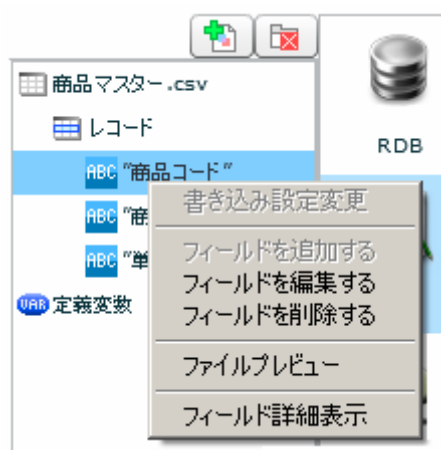 商品マスター.csv
レコード
RDB
ABC "商品コード"
書き込み設定変更
ABC "商
フィールドを追加する
ABC "単
フィールドを編集する
VAR 定義変数
フィールドを削除する
ファイルプレビュー
フィールド詳細表示